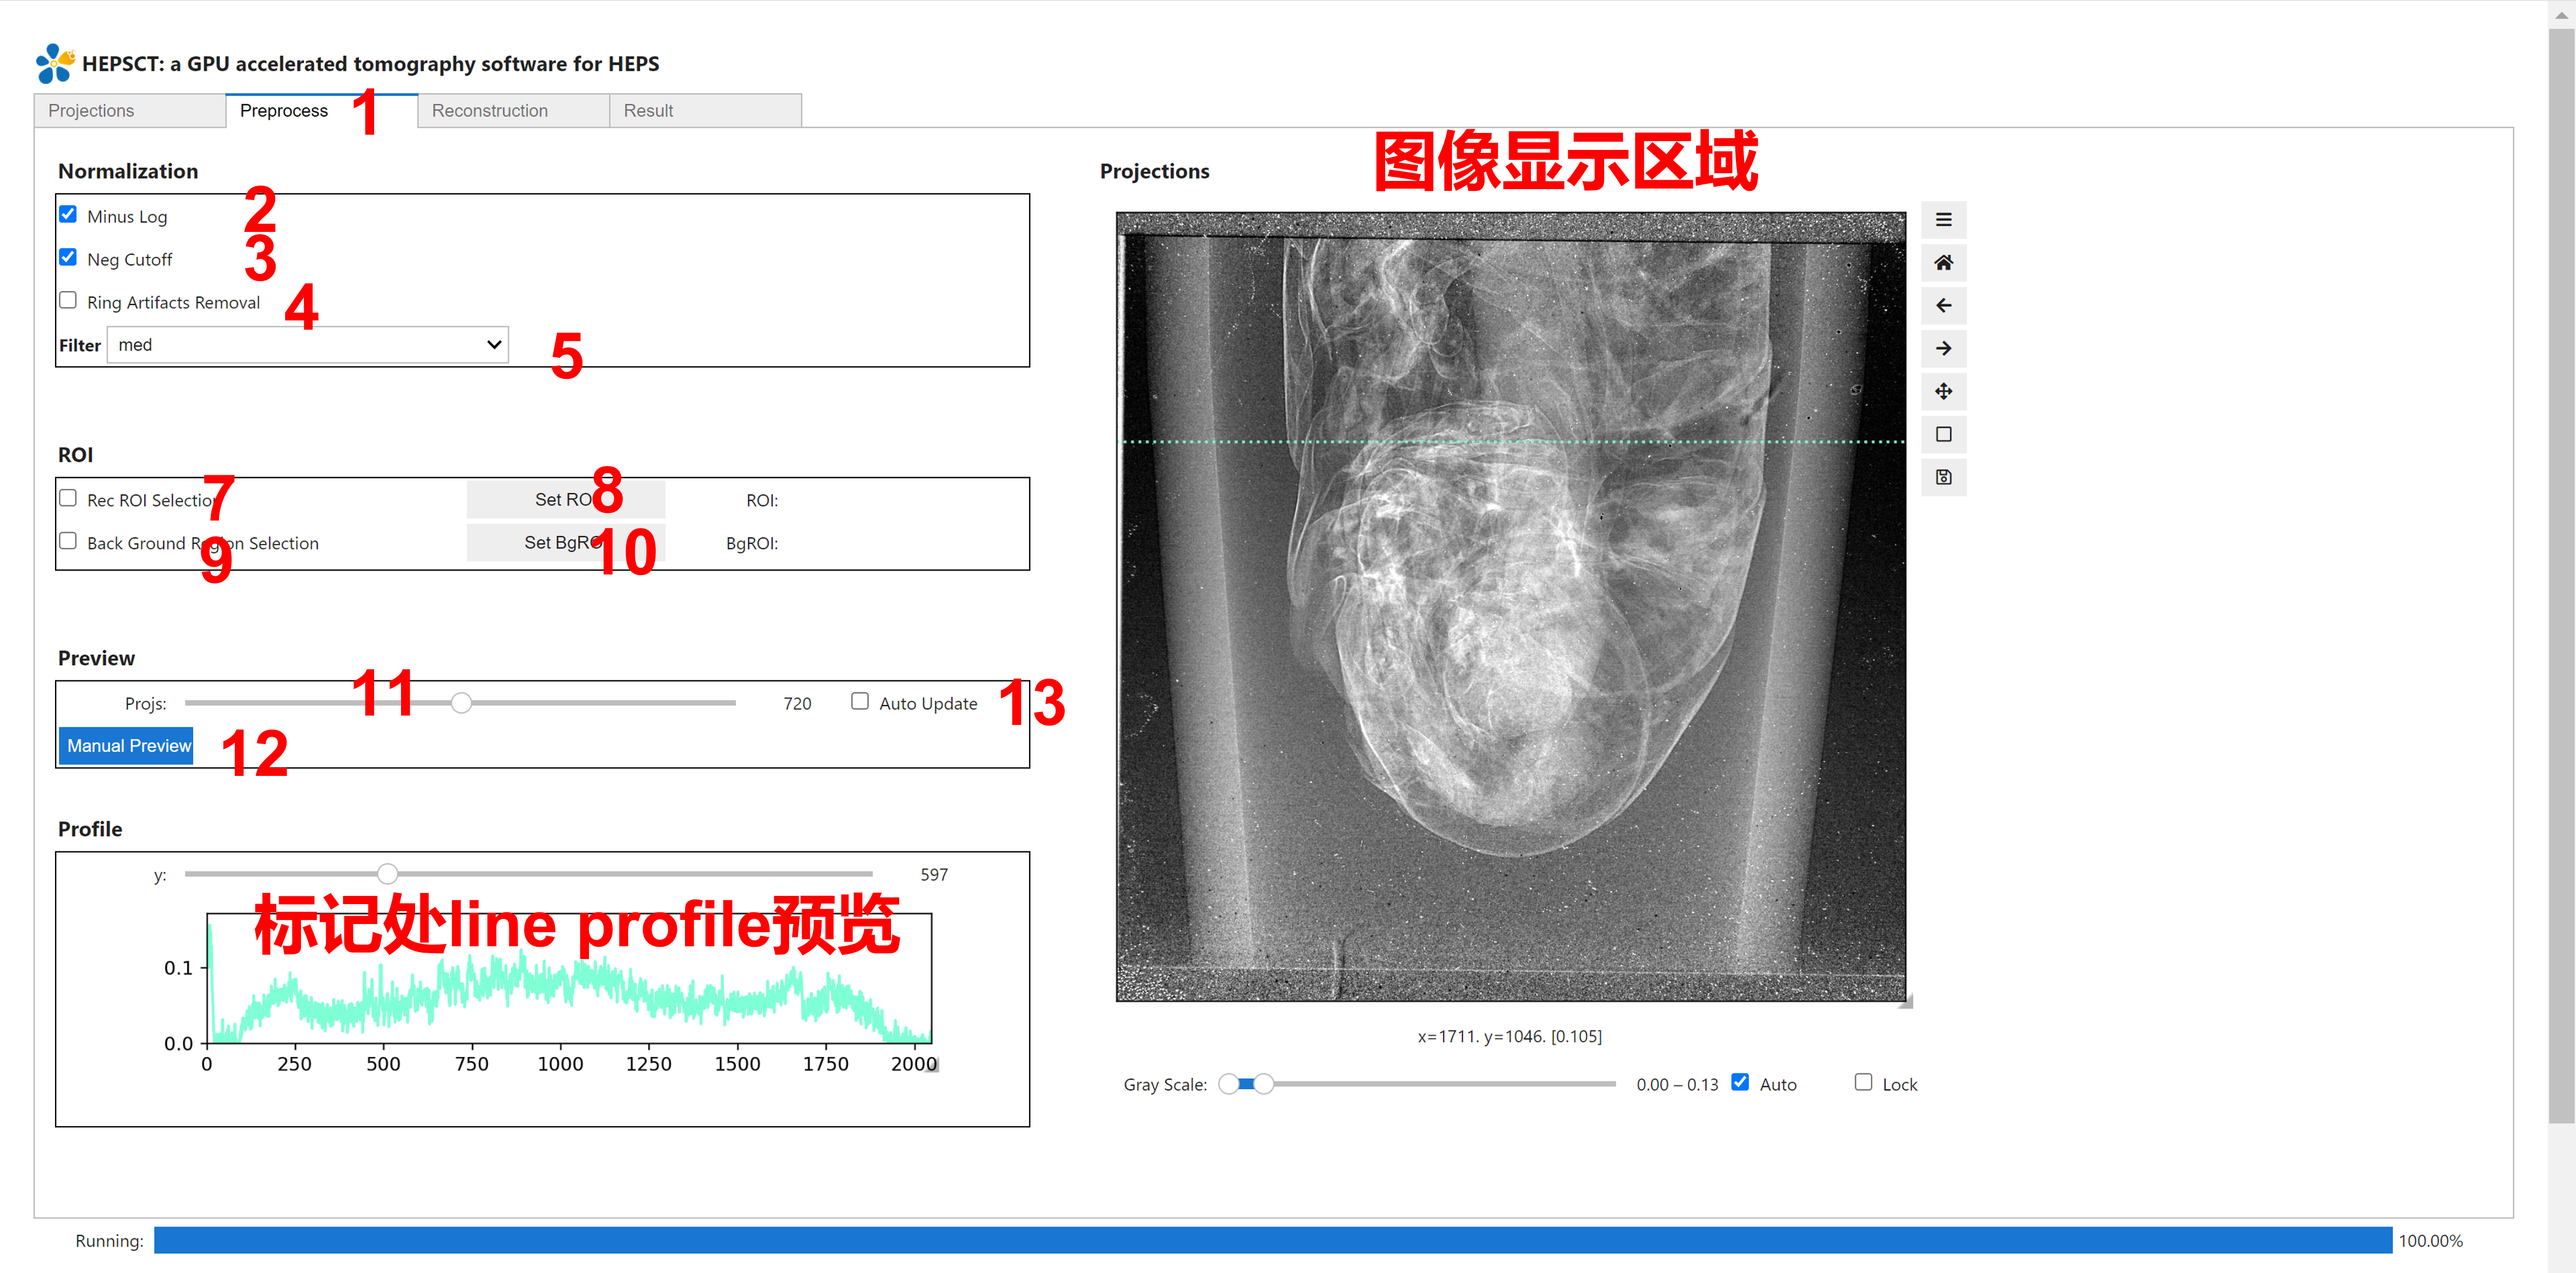 HEPSCT: a GPU accelerated tomography software for HEPS
Projections Preprocess 1 Reconstruction Result
图像显示区域
Normalization
Minus Log 2
Neg Cutoff 3
Ring Artifacts Removal 4
Filter med 5
ROI
Rec ROI Selection 7 Set ROI 8 ROI:
Back Ground Region Selection 9 Set BgROI 10 BgROI:
Preview
Projs: 11 720 Auto Update 13
Manual Preview 12
Profile
y: 597
标记处line profile预览
0.1
0.0
0 250 500 750 1000 1250 1500 1750 2000
Projections
x=1711. y=1046. [0.105]
Gray Scale: 0.00 – 0.13 Auto Lock
Running: 100.00%